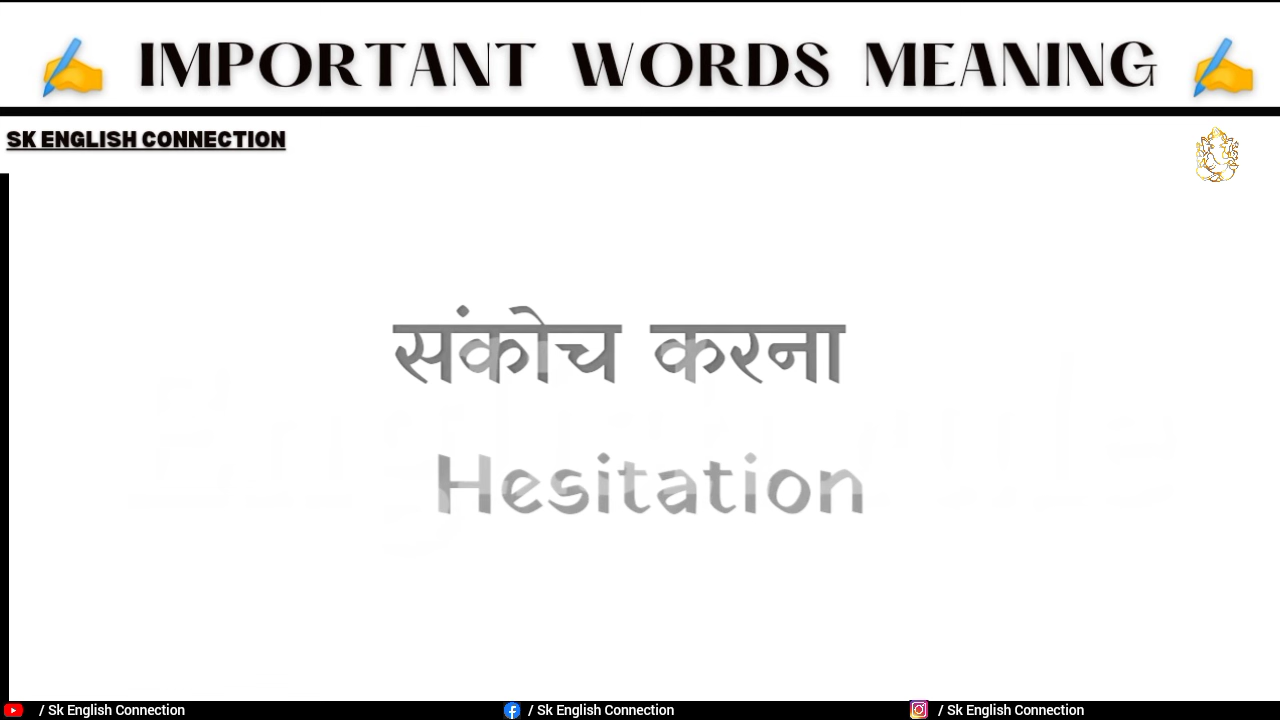 ✍ IMPORTANT WORDS MEANING ✍
SK ENGLISH CONNECTION
संकोच करना
Hesitation
/ Sk English Connection
/ Sk English Connection
/ Sk English Connection